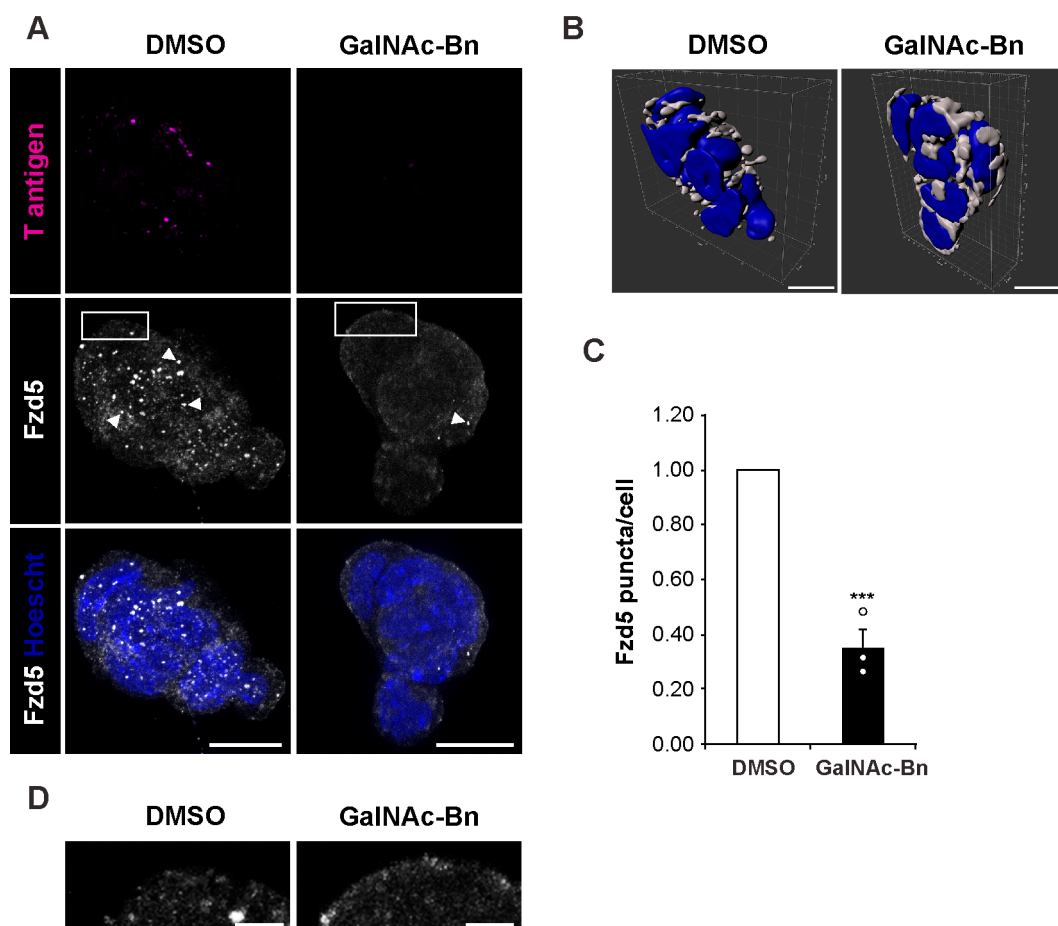 A
DMSO
GalNAc-Bn
T antigen
Fzd5
Fzd5 Hoescht
B
DMSO
GalNAc-Bn
C
Fzd5 puncta/cell
1.20
1.00
0.80
0.60
0.40
0.20
0.00
***
DMSO
GalNAc-Bn
D
DMSO
GalNAc-Bn